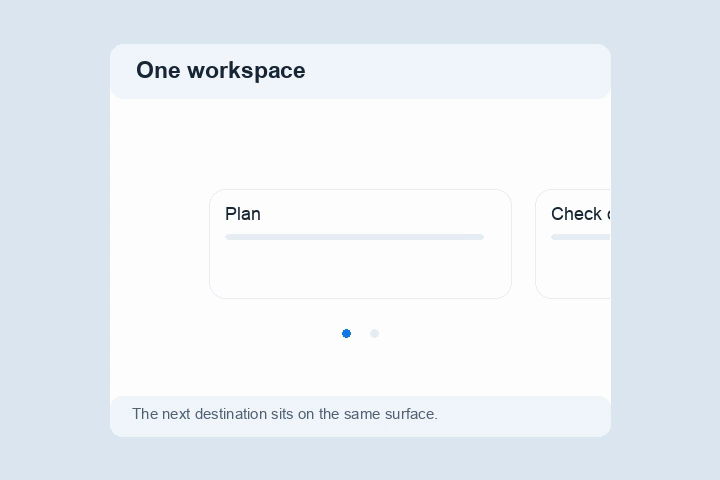 One workspace
Plan
Check
The next destination sits on the same surface.